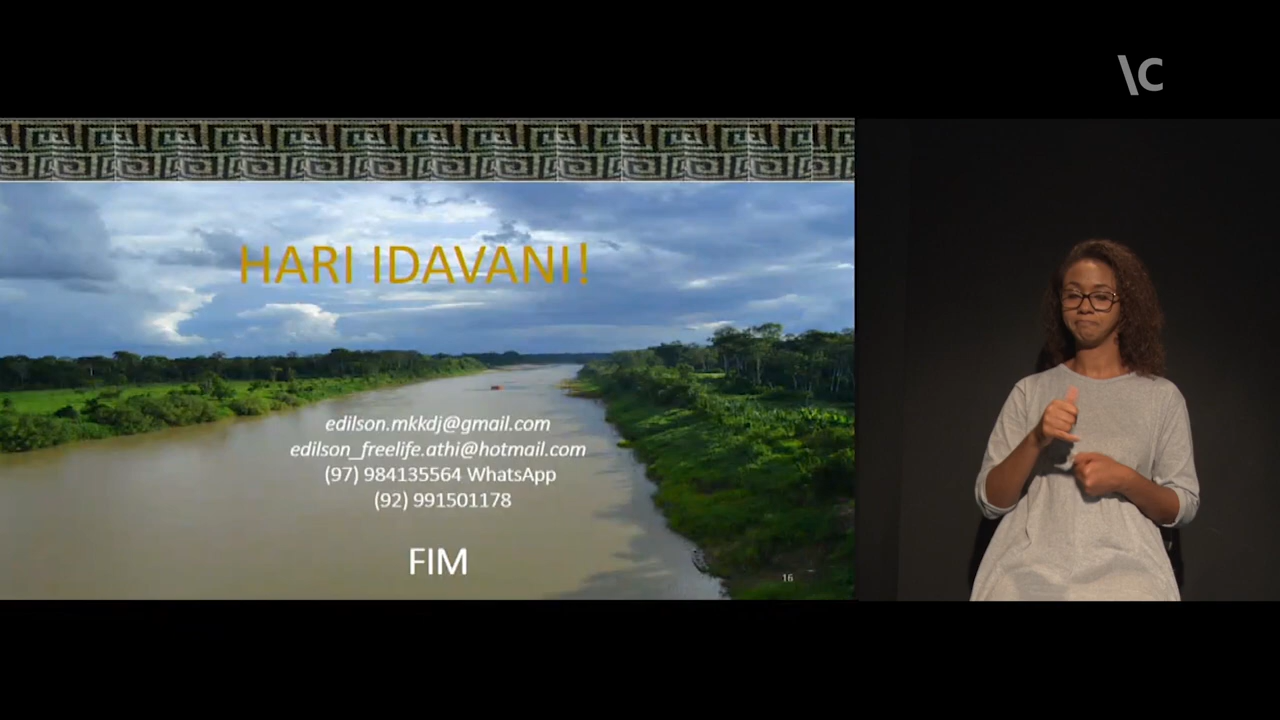 \C
HARI IDAVANI!
edilson.mkkdj@gmail.com
edilson_freelife.athi@hotmail.com
(97) 984135564 WhatsApp
(92) 991501178
FIM
16